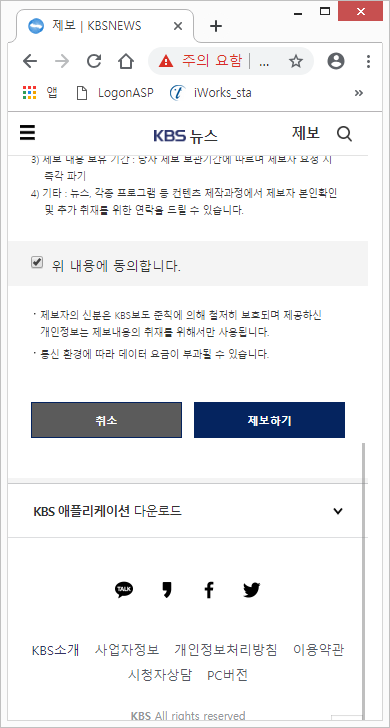 제보 | KBSNEWS
주의 요함 | ...
앱 LogonASP iWorks_sta »
KBS 뉴스 제보
3) 제보 내용 보유 기간 : 당사 제보 보관기간에 따르며 제보자 요청 시
즉각 파기
4) 기타 : 뉴스, 각종 프로그램 등 컨텐츠 제작과정에서 제보자 본인확인
및 추가 취재를 위한 연락을 드릴 수 있습니다.
위 내용에 동의합니다.
· 제보자의 신분은 KBS보도 준칙에 의해 철저히 보호되며 제공하신
개인정보는 제보내용의 취재를 위해서만 사용됩니다.
· 통신 환경에 따라 데이터 요금이 부과될 수 있습니다.
취소 제보하기
KBS 애플리케이션 다운로드
TALK
KBS소개 사업자정보 개인정보처리방침 이용약관
시청자상담 PC버전
KBS All rights reserved